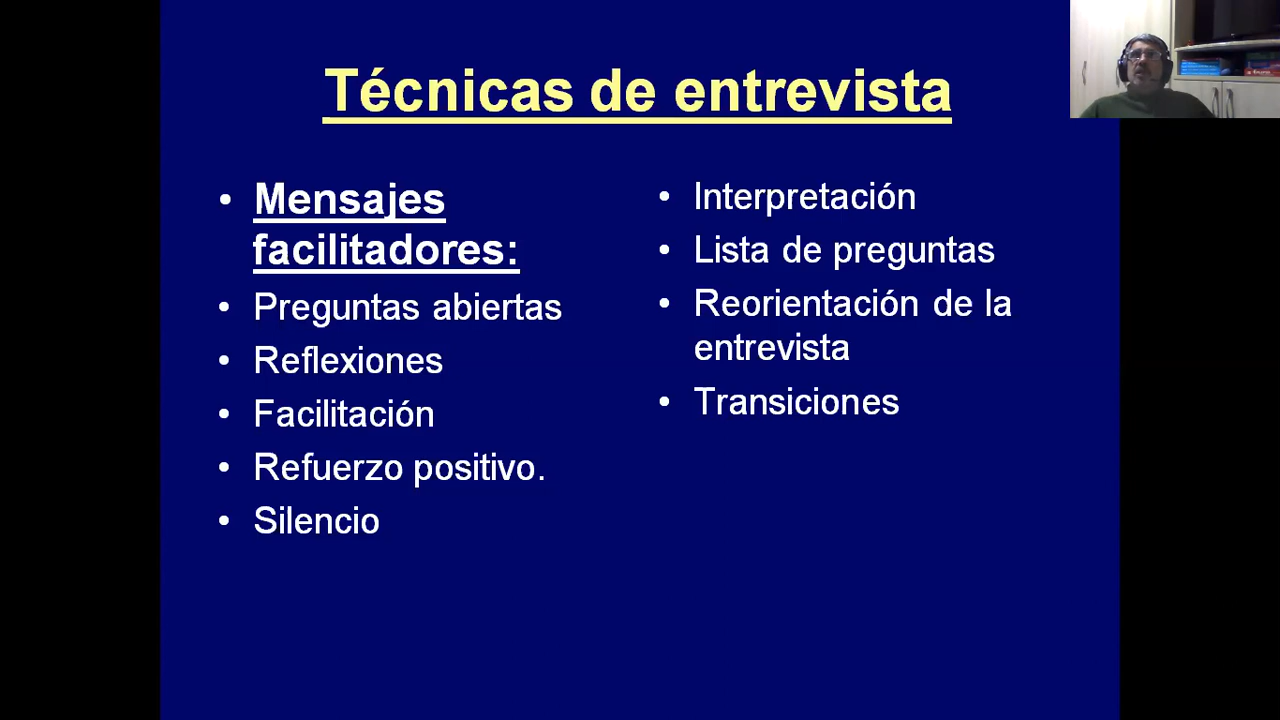 Técnicas de entrevista
• Mensajes
facilitadores:
• Preguntas abiertas
• Reflexiones
• Facilitación
• Refuerzo positivo.
• Silencio
• Interpretación
• Lista de preguntas
• Reorientación de la
entrevista
• Transiciones